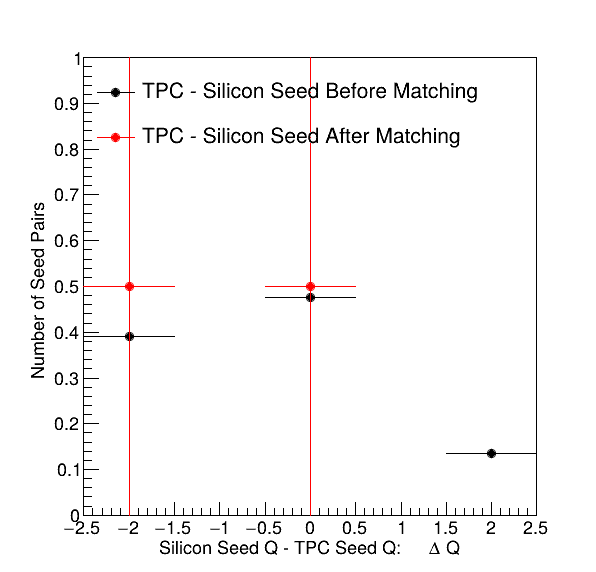 1
TPC - Silicon Seed Before Matching
0.9
TPC - Silicon Seed After Matching
0.8
0.7
0.6
0.5
0.4
0.3
0.2
0.1
0
Number of Seed Pairs
−2.5 −2 −1.5 −1 −0.5 0 0.5 1 1.5 2 2.5
Silicon Seed Q - TPC Seed Q: Δ Q